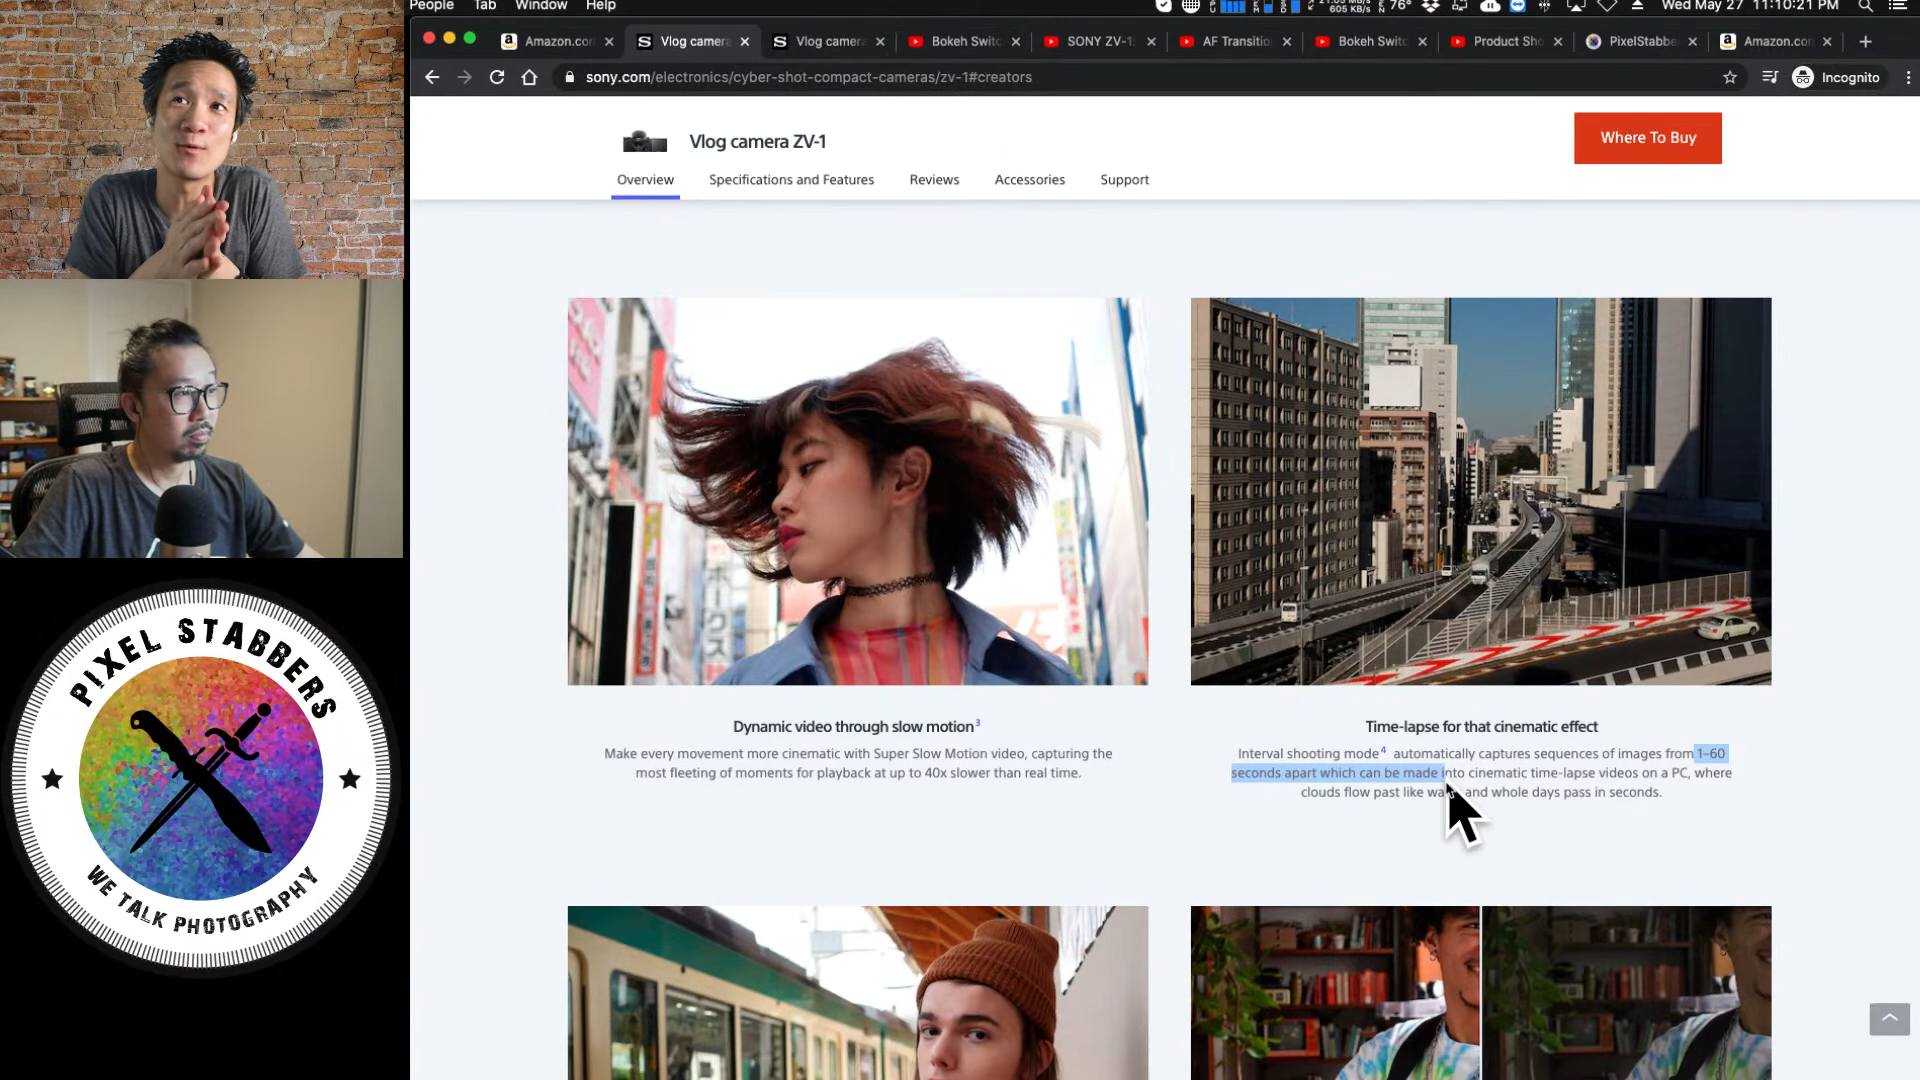 People Tab Window Help
605 KB/s 76° Wed May 27 11:10:21 PM
Amazon.com
Vlog camera
Vlog camera
Bokeh Switc
SONY ZV-1
AF Transitio
Bokeh Switc
Product Sho
PixelStabbe
Amazon.com
sony.com/electronics/cyber-shot-compact-cameras/zv-1#creators
Incognito
Vlog camera ZV-1
Where To Buy
Overview Specifications and Features Reviews Accessories Support
Dynamic video through slow motion3
Make every movement more cinematic with Super Slow Motion video, capturing the
most fleeting of moments for playback at up to 40x slower than real time.
Time-lapse for that cinematic effect
Interval shooting mode4 automatically captures sequences of images from 1–60
seconds apart which can be made into cinematic time-lapse videos on a PC, where
clouds flow past like and whole days pass in seconds.
PIXEL STABBERS
WE TALK PHOTOGRAPHY